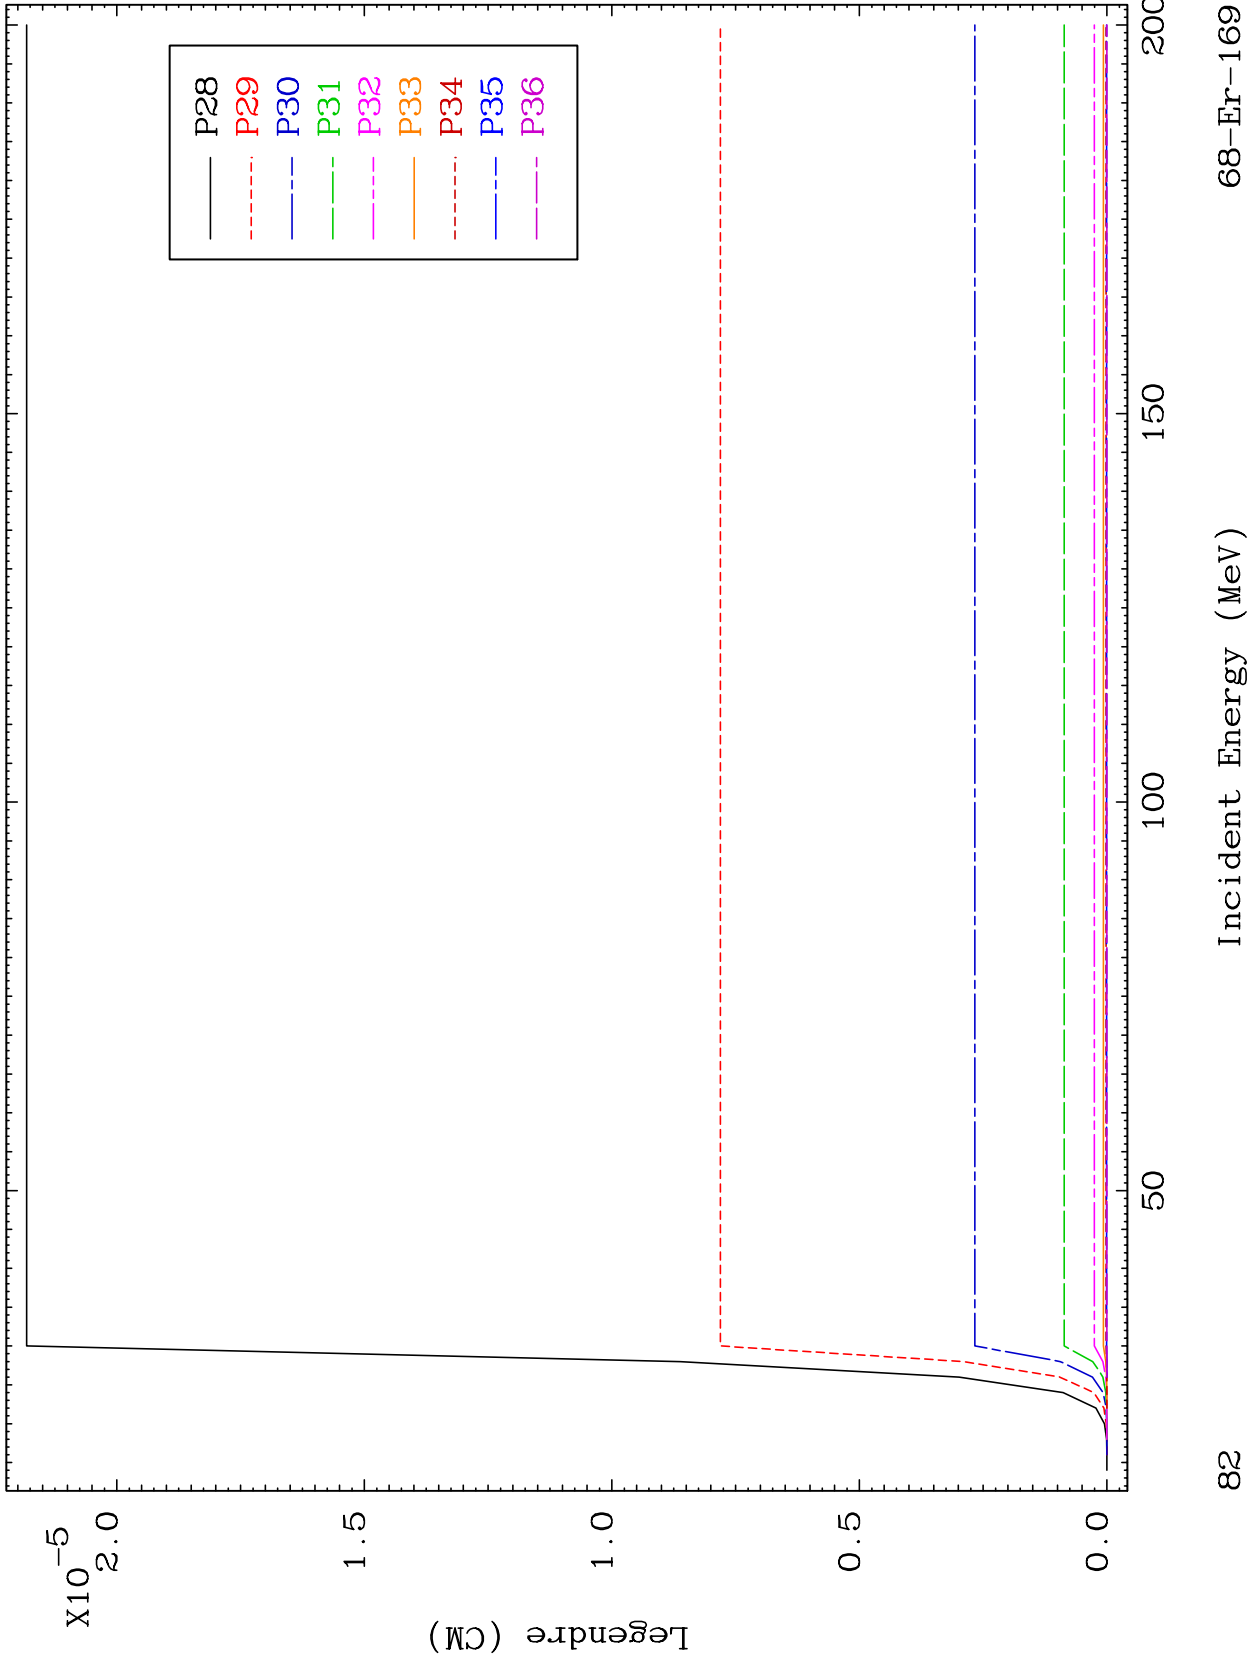 X10-5
2.0
1.5
1.0
0.5
0.0
Legendre (CM)
P28
P29
P30
P31
P32
P33
P34
P35
P36
50
100
150
200
Incident Energy (MeV)
82
68-Er-169